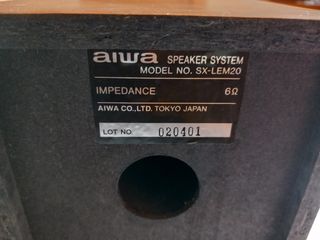 aiwa SPEAKER SYSTEM
MODEL NO. SX-LEM20
IMPEDANCE 6Ω
AIWA CO.,LTD. TOKYO JAPAN
LOT NO. 020401